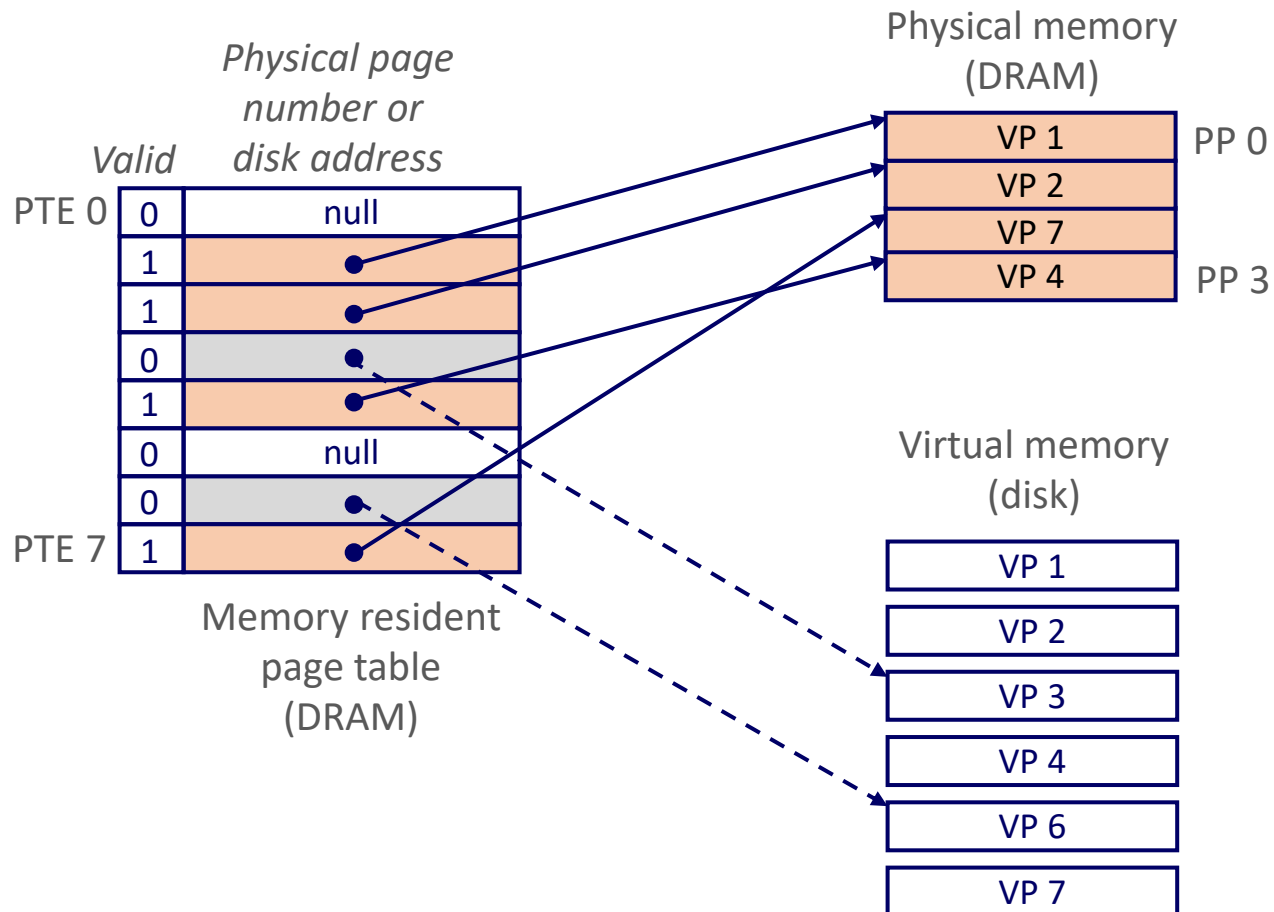 Physical page
number or
disk address
Valid
PTE 0
0
null
1
1
0
1
0
null
0
PTE 7
1
Memory resident
page table
(DRAM)
Physical memory
(DRAM)
VP 1
PP 0
VP 2
VP 7
VP 4
PP 3
Virtual memory
(disk)
VP 1
VP 2
VP 3
VP 4
VP 6
VP 7